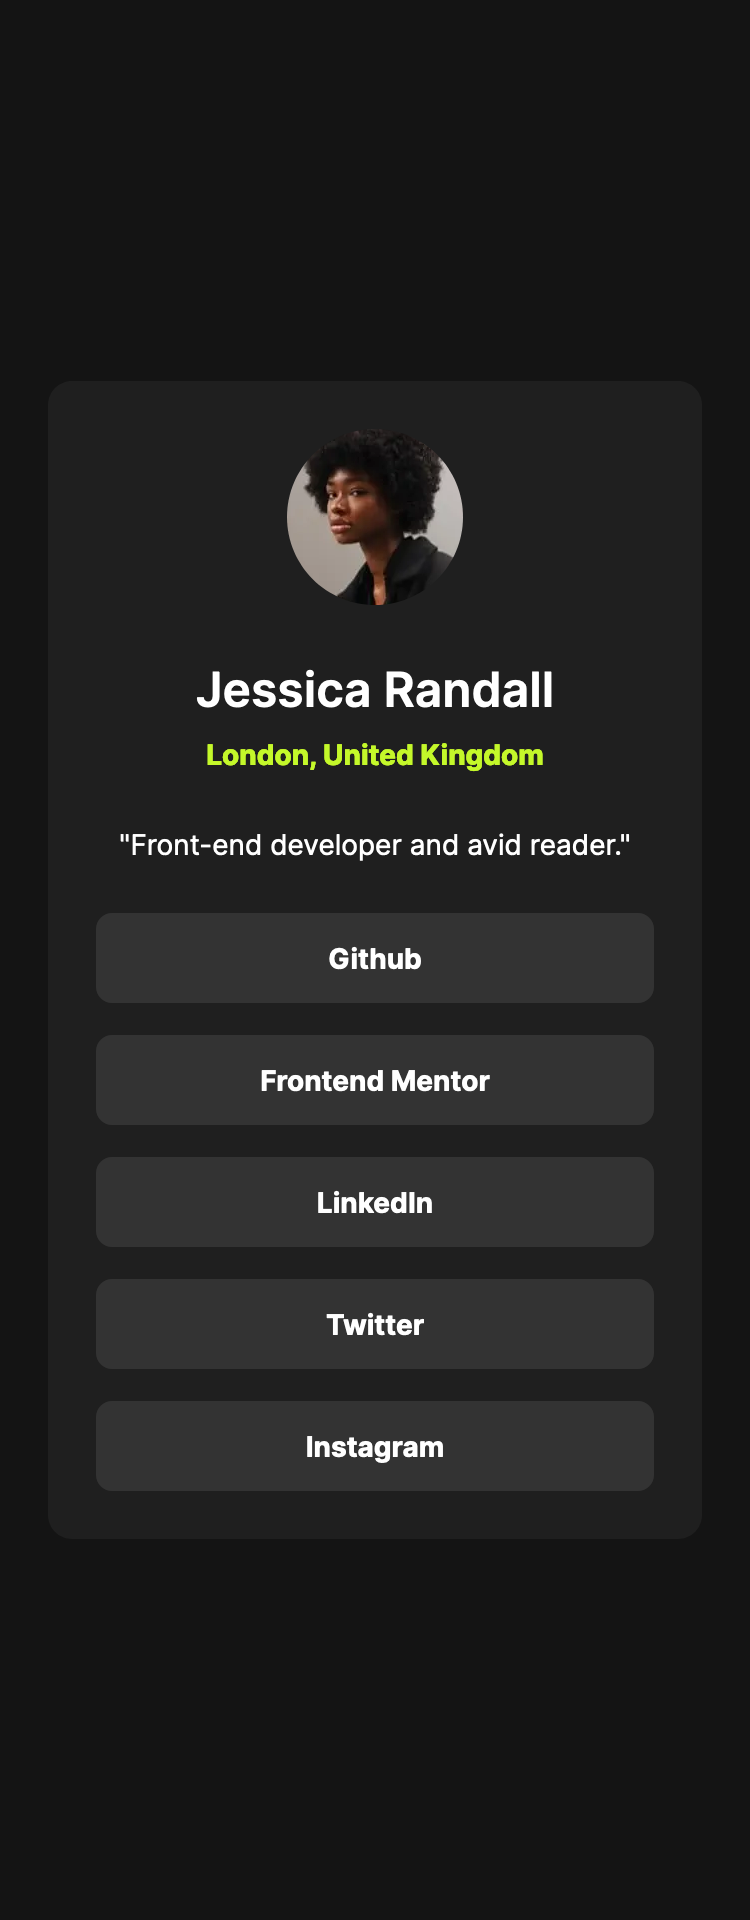 Jessica Randall
London, United Kingdom
"Front-end developer and avid reader."
Github
Frontend Mentor
LinkedIn
Twitter
Instagram